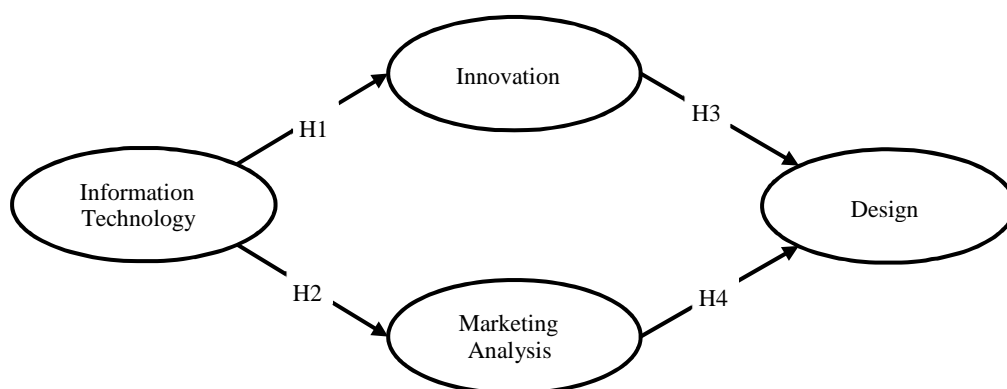 Innovation
H1
H3
Information
Technology
Design
H2
H4
Marketing
Analysis